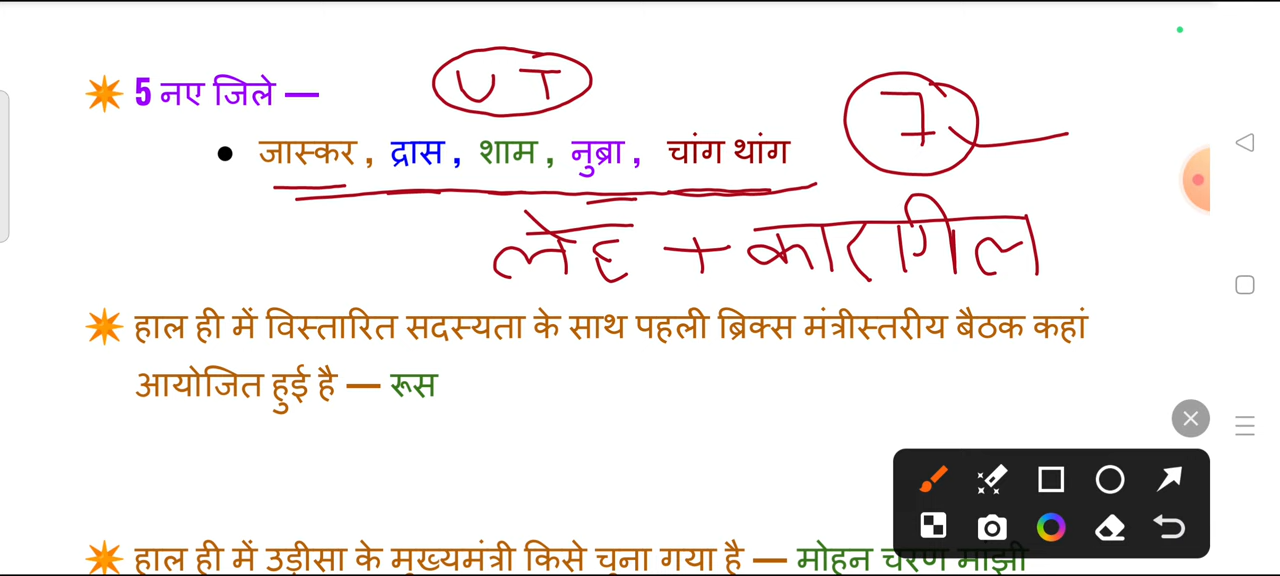 5 नए जिले — UT
• जास्कर , द्रास , शाम , नुब्रा , चांग थांग 7
लेह + कारगिल
हाल ही में विस्तारित सदस्यता के साथ पहली ब्रिक्स मंत्रीस्तरीय बैठक कहां
आयोजित हुई है — रूस
हाल ही में उड़ीसा के मुख्यमंत्री किसे चुना गया है — मोहन चरण मांझी